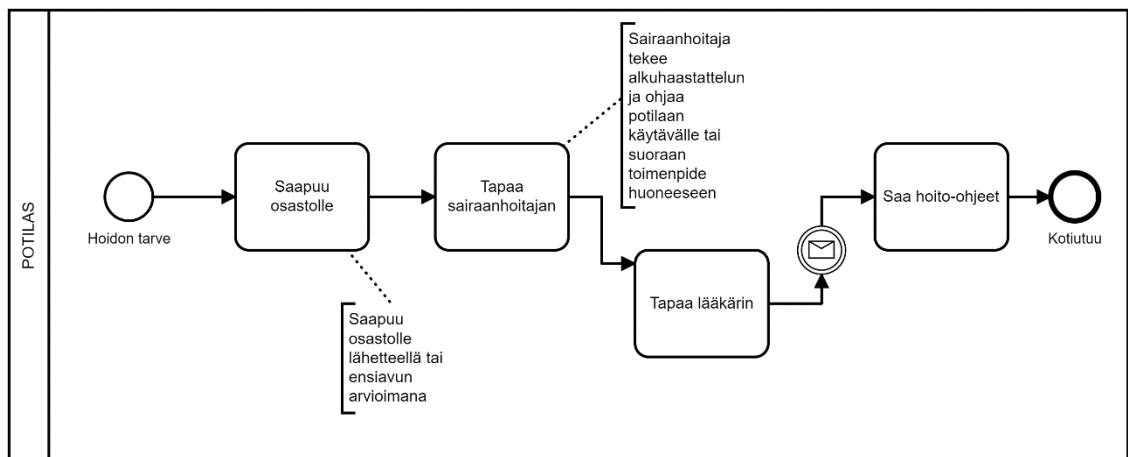 POTILAS
Hoidon tarve
Saapuu
osastolle
Saapuu
osastolle
lähetteellä tai
ensiavun
arvioimana
Tapaa
sairaanhoitajan
Sairaanhoitaja
tekee
alkuhaastattelun
ja ohjaa
potilaan
käytävälle tai
suoraan
toimenpide
huoneeseen
Tapaa lääkärin
Saa hoito-ohjeet
Kotiutuu